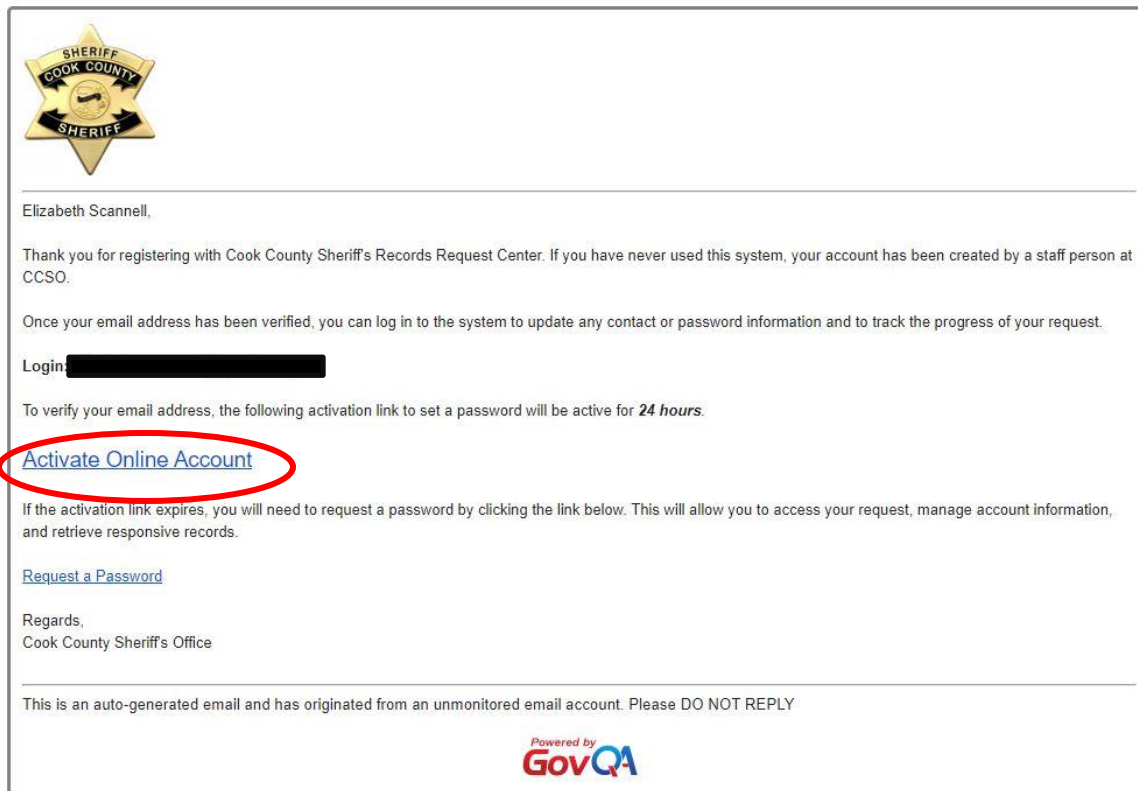 SHERIFF
COOK COUNTY
SHERIFF
Elizabeth Scannell,
Thank you for registering with Cook County Sheriff's Records Request Center. If you have never used this system, your account has been created by a staff person at
CCSO.
Once your email address has been verified, you can log in to the system to update any contact or password information and to track the progress of your request.
Login:
To verify your email address, the following activation link to set a password will be active for 24 hours.
Activate Online Account
If the activation link expires, you will need to request a password by clicking the link below. This will allow you to access your request, manage account information,
and retrieve responsive records.
Request a Password
Regards,
Cook County Sheriff's Office
This is an auto-generated email and has originated from an unmonitored email account. Please DO NOT REPLY
Powered by
GovQA